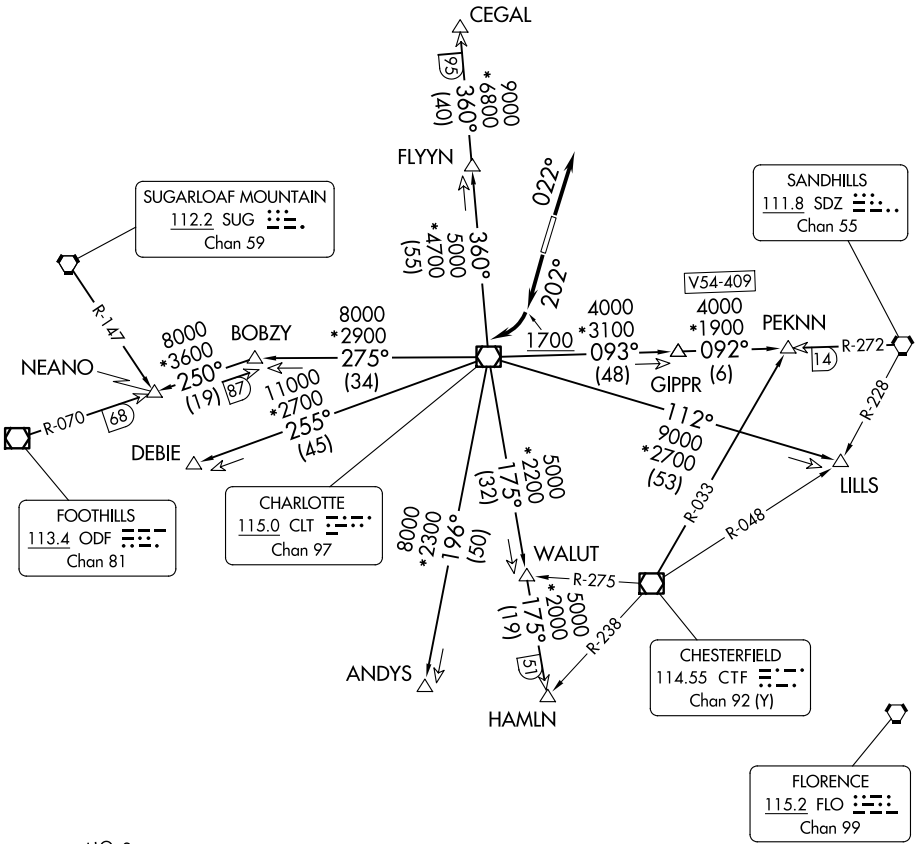 CEGAL
95
360°
(40)
9000
*6800
FLYYN
360°
5000
*4700
(55)
022°
202°
1700
SUGARLOAF MOUNTAIN
112.2 SUG
Chan 59
R-147
SANDHILLS
111.8 SDZ
Chan 55
NEANO
8000
*3600
250°
(19)
87
BOBZY
8000
*2900
275°
(34)
4000
*3100
093°
(48)
GIPPR
V54-409
4000
*1900
092°
(6)
PEKNN
14
R-272
R-228
R-070
68
11000
*2700
255°
(45)
DEBIE
112°
9000
*2700
(53)
LILLS
FOOTHILLS
113.4 ODF
Chan 81
CHARLOTTE
115.0 CLT
Chan 97
8000
*2300
196°
(50)
5000
*2200
175°
(32)
WALUT
R-275
R-033
R-048
R-238
5000
*2000
175°
(19)
51
ANDYS
HAMLN
CHESTERFIELD
114.55 CTF
Chan 92 (Y)
FLORENCE
115.2 FLO
Chan 99